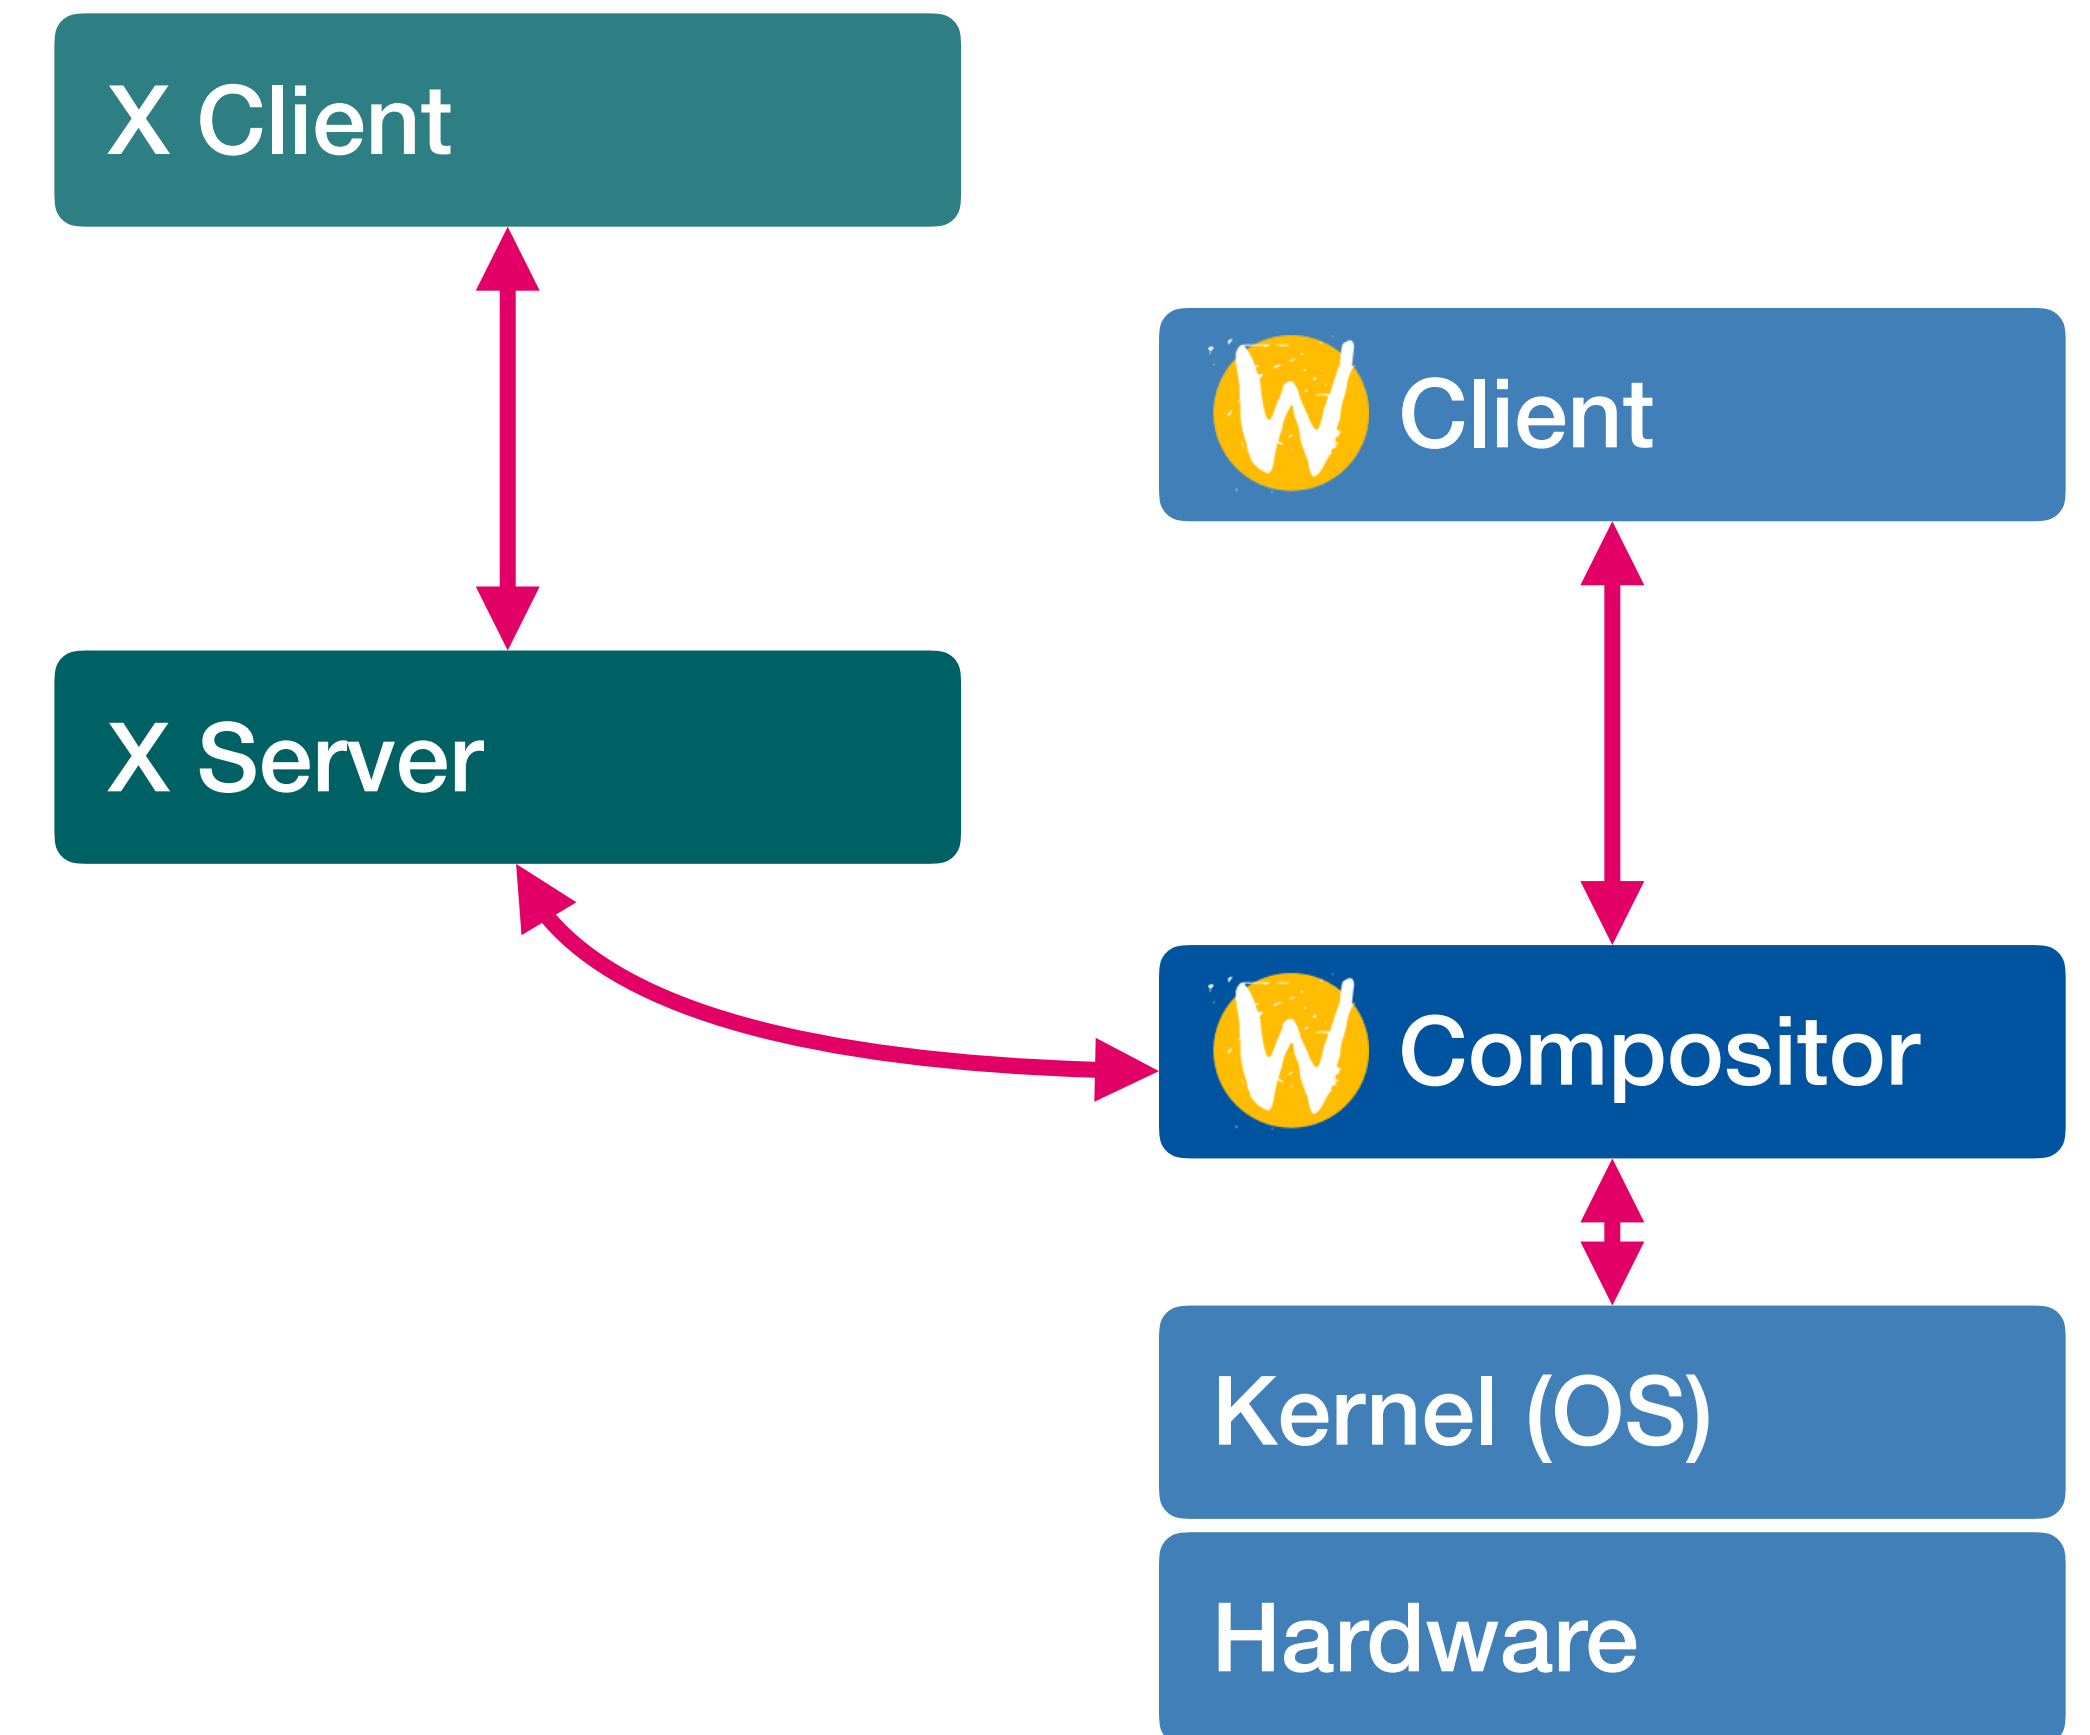 X Client
W Client
X Server
W Compositor
Kernel (OS)
Hardware